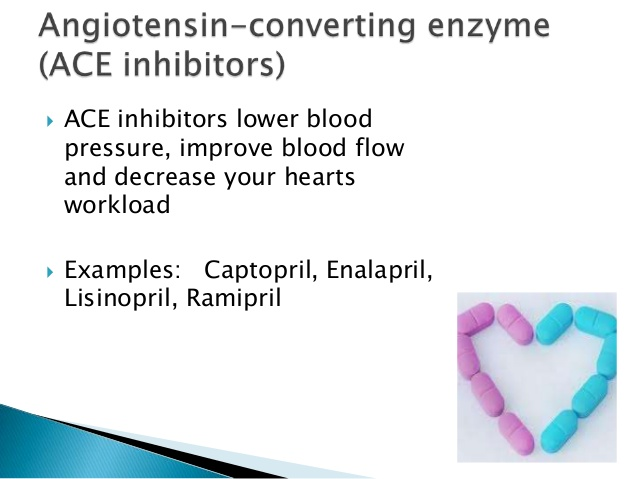 Angiotensin-converting enzyme
(ACE inhibitors)
ACE inhibitors lower blood
pressure, improve blood flow
and decrease your hearts
workload
Examples: Captopril, Enalapril,
Lisinopril, Ramipril